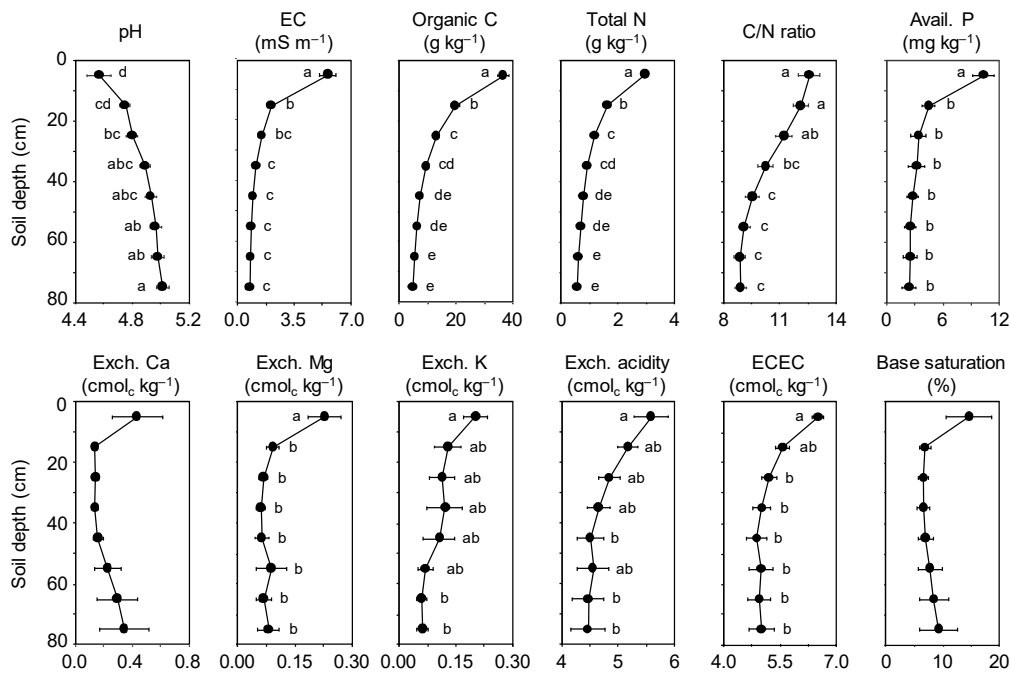 pH
EC
(mS m⁻¹)
Organic C
(g kg⁻¹)
Total N
(g kg⁻¹)
C/N ratio
Avail. P
(mg kg⁻¹)
Soil depth (cm)
0
20
40
60
80
d
cd
bc
abc
abc
ab
ab
a
4.4 4.8 5.2
a
b
bc
c
c
c
c
c
0.0 3.5 7.0
a
b
c
cd
de
de
e
e
0 20 40
a
b
c
cd
de
de
e
e
0 2 4
a
a
ab
bc
c
c
c
c
8 11 14
a
b
b
b
b
b
b
b
0 6 12
Exch. Ca
(cmolc kg⁻¹)
Exch. Mg
(cmolc kg⁻¹)
Exch. K
(cmolc kg⁻¹)
Exch. acidity
(cmolc kg⁻¹)
ECEC
(cmolc kg⁻¹)
Base saturation
(%)
Soil depth (cm)
0
20
40
60
80
0.0 0.4 0.8
a
b
b
b
b
b
b
b
0.00 0.15 0.30
a
ab
ab
ab
ab
ab
b
b
0.00 0.15 0.30
a
ab
ab
ab
b
ab
b
b
4 5 6
a
b
b
b
b
b
b
b
4.0 5.5 7.0
0 10 20